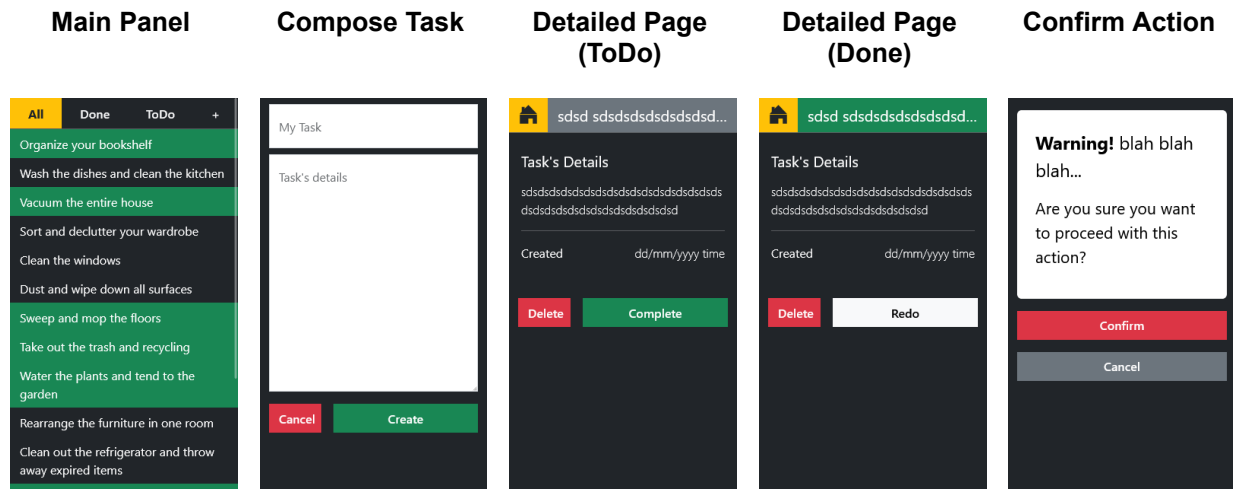 Main Panel
Compose Task
Detailed Page
(ToDo)
Detailed Page
(Done)
Confirm Action
All Done ToDo +
Organize your bookshelf
Wash the dishes and clean the kitchen
Vacuum the entire house
Sort and declutter your wardrobe
Clean the windows
Dust and wipe down all surfaces
Sweep and mop the floors
Take out the trash and recycling
Water the plants and tend to the
garden
Rearrange the furniture in one room
Clean out the refrigerator and throw
away expired items
My Task
Task's details
Cancel Create
sdsd sdsdsdsdsdsdsdsd...
Task's Details
Created dd/mm/yyyy time
Delete Complete
sdsd sdsdsdsdsdsdsdsd...
Task's Details
Created dd/mm/yyyy time
Delete Redo
Warning! blah blah
blah...
Are you sure you want
to proceed with this
action?
Confirm
Cancel